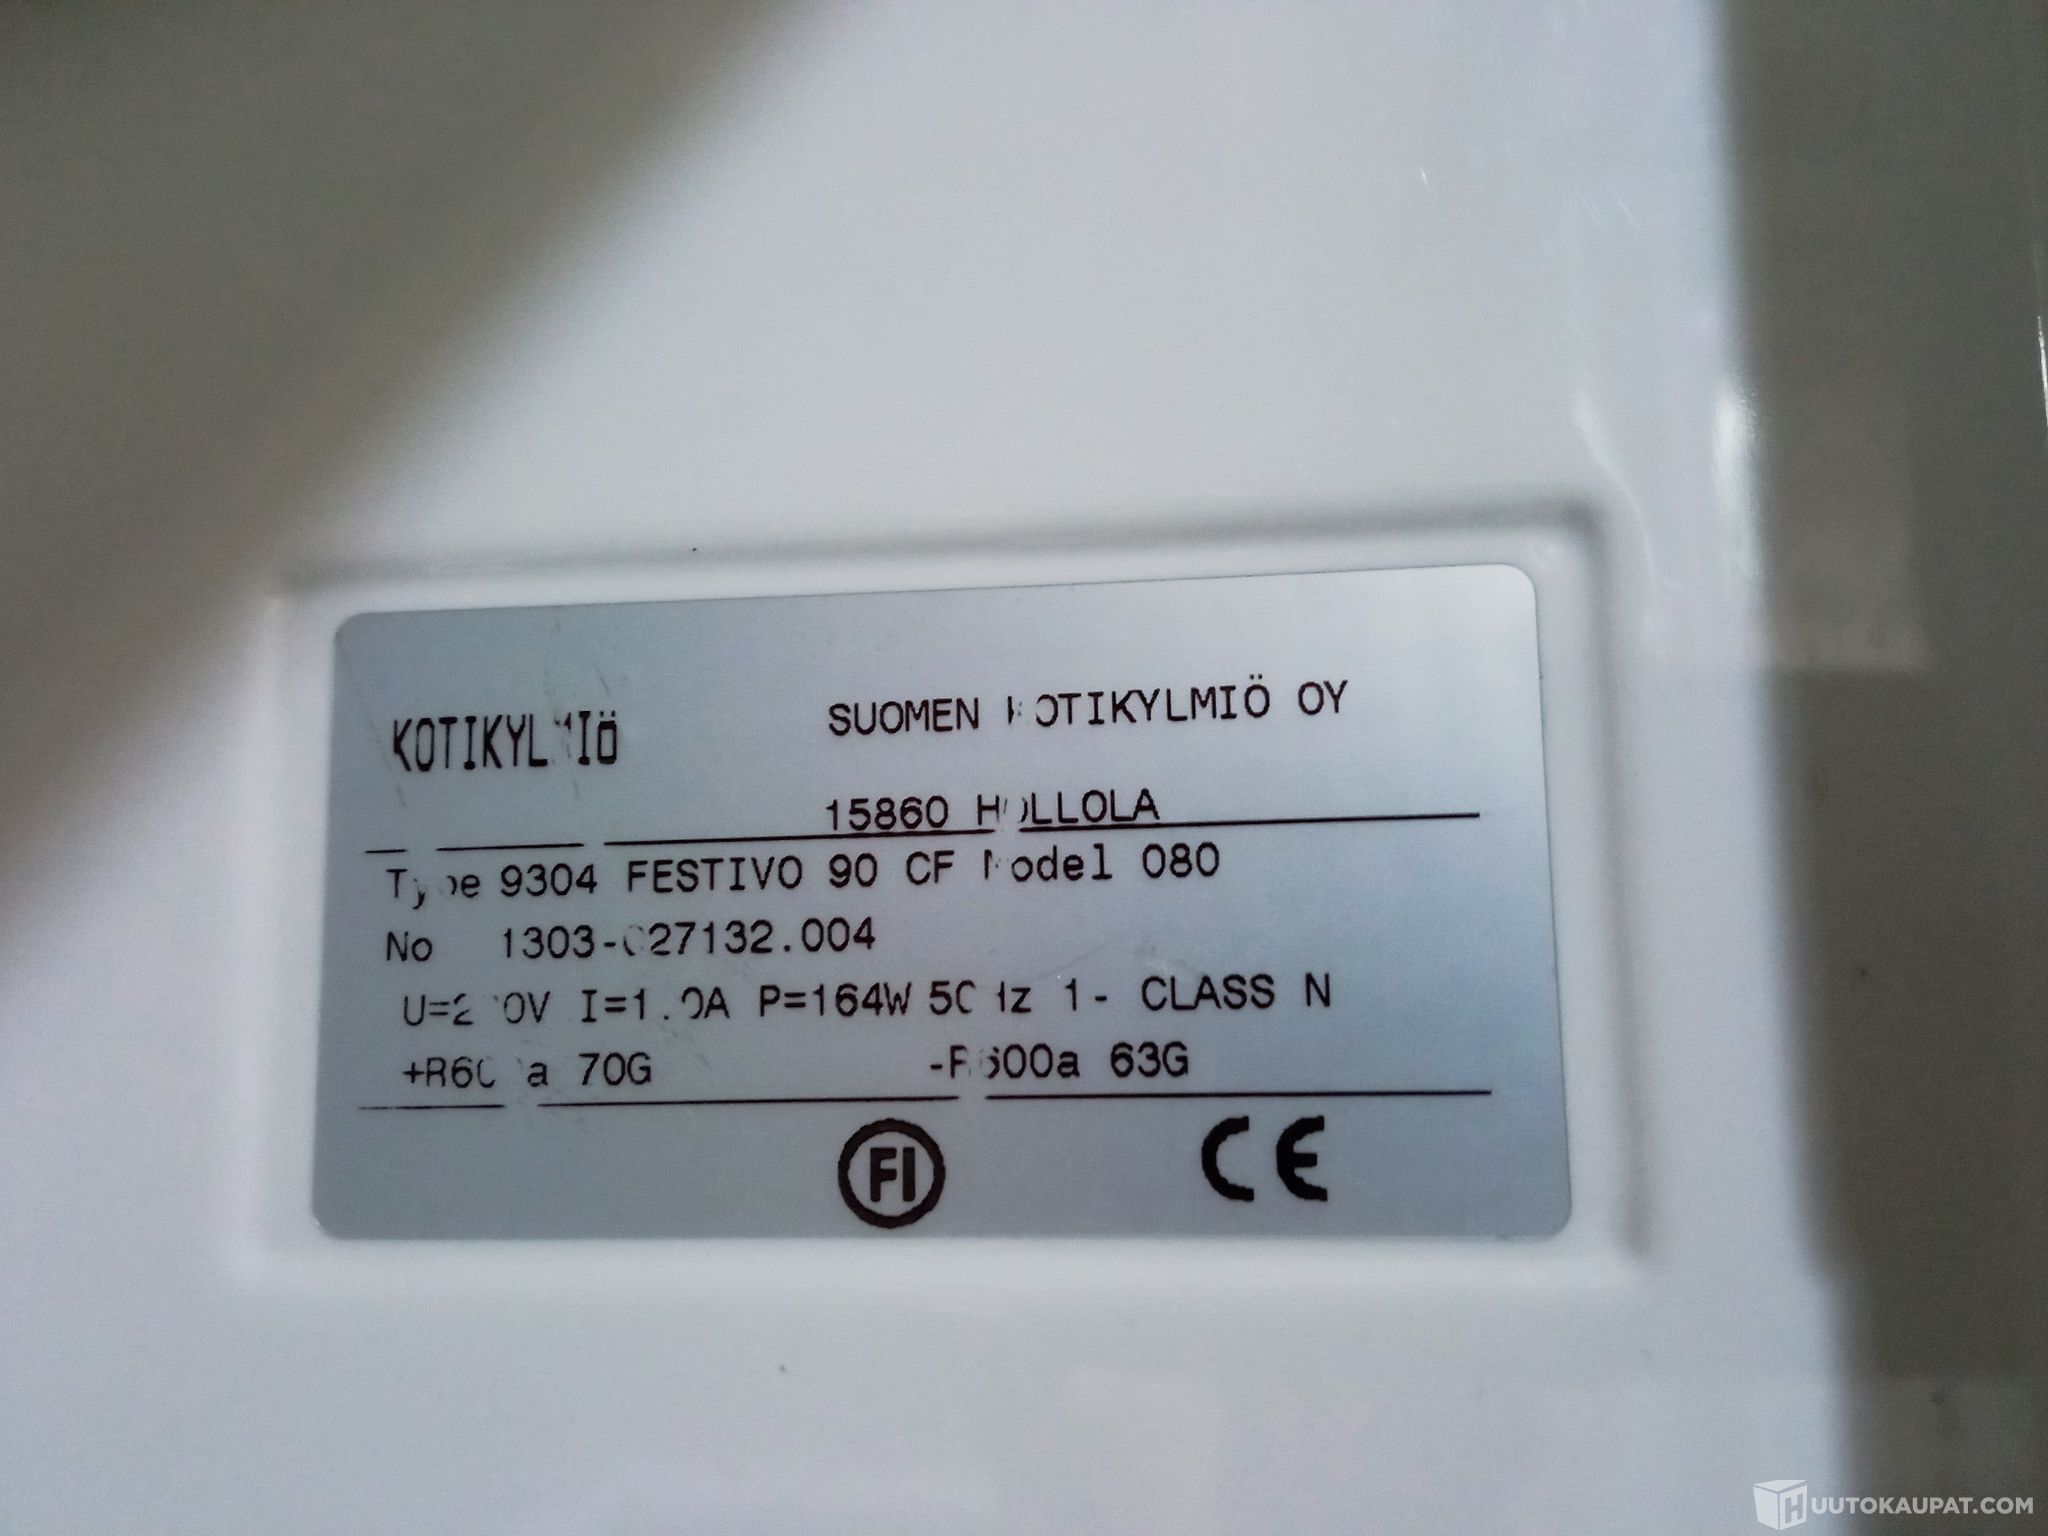 KOTIKYLMIÖ SUOMEN KOTIKYLMIÖ OY
15860 HOLLOLA
Type 9304 FESTIVO 90 CF Model 080
No 1303-027132.004
I=1.0A P=164W 50Hz 1- CLASS N
+R600a 70G -R600a 63G
FI CE
HUUTOKAUPAT.COM